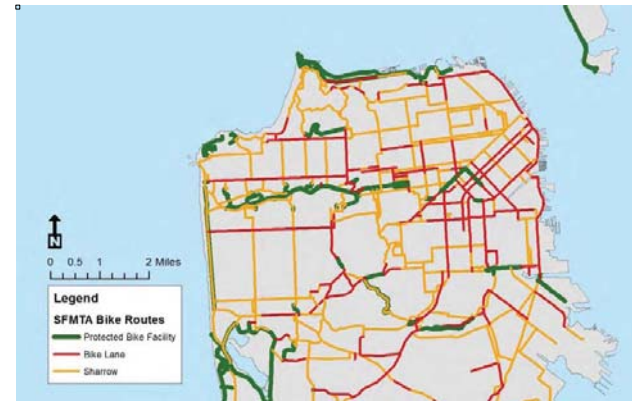 N
0 0.5 1 2 Miles
Legend
SFMTA Bike Routes
Protected Bike Facility
Bike Lane
Sharrow